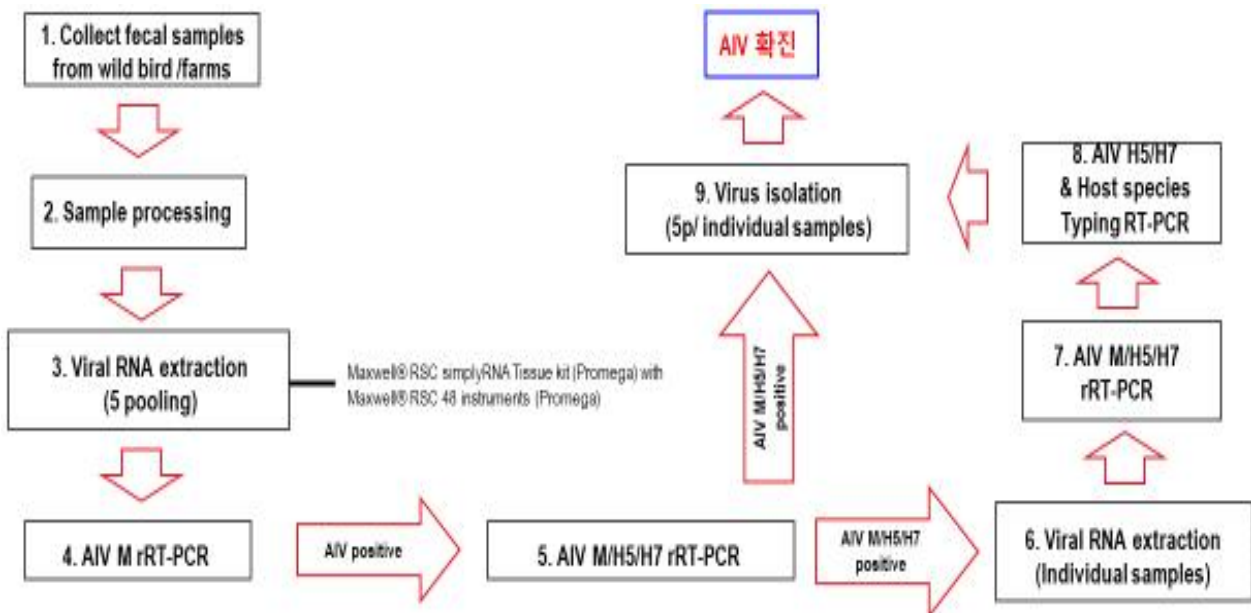 1. Collect fecal samples
from wild bird /farms
2. Sample processing
3. Viral RNA extraction
(5 pooling)
Maxwell® RSC simplyRNA Tissue kit (Promega) with
Maxwell® RSC 48 instruments (Promega)
4. AIV M rRT-PCR
AIV positive
5. AIV M/H5/H7 rRT-PCR
AIV M/H5/H7
positive
AIV M/H5/H7
positive
6. Viral RNA extraction
(Individual samples)
7. AIV M/H5/H7
rRT-PCR
8. AIV H5/H7
& Host species
Typing RT-PCR
9. Virus isolation
(5p/ individual samples)
AIV 확진